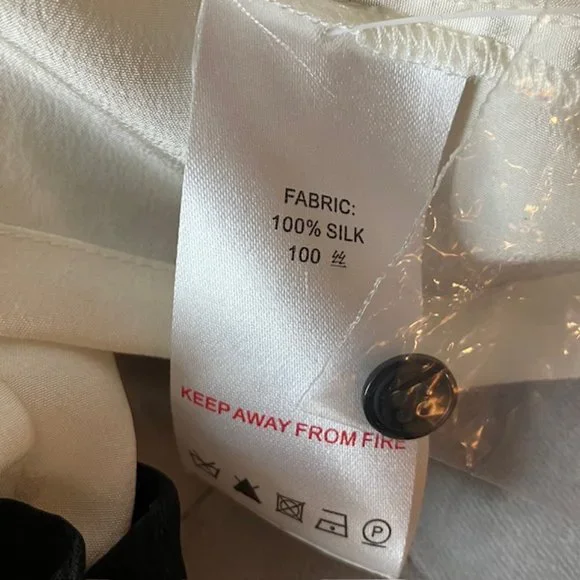 FABRIC:
100% SILK
100 丝
KEEP AWAY FROM FIRE
P